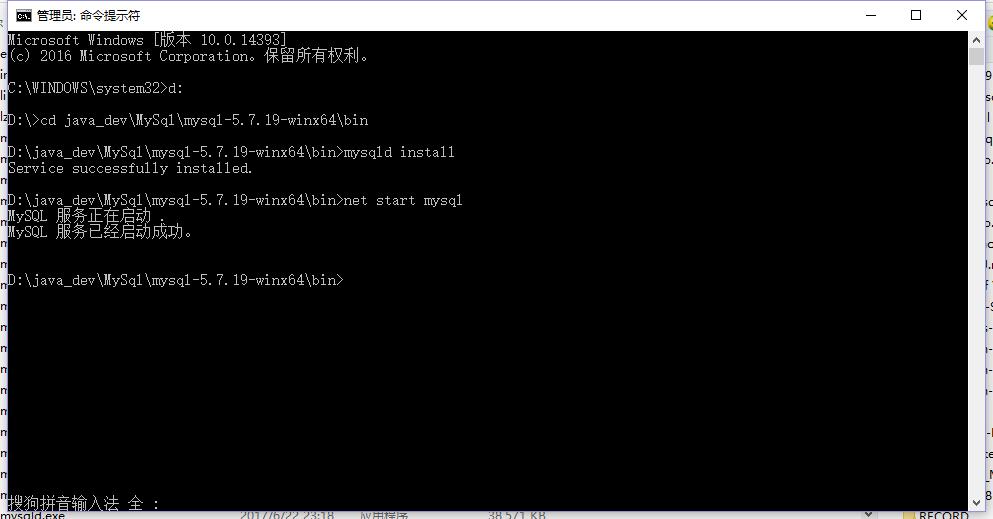 管理员: 命令提示符
Microsoft Windows [版本 10.0.14393]
(c) 2016 Microsoft Corporation。保留所有权利。
C:\WINDOWS\system32>d:
D:\>cd java_dev\MySql\mysql-5.7.19-winx64\bin
D:\java_dev\MySql\mysql-5.7.19-winx64\bin>mysqld install
Service successfully installed.
D:\java_dev\MySql\mysql-5.7.19-winx64\bin>net start mysql
MySQL 服务正在启动 .
MySQL 服务已经启动成功。
D:\java_dev\MySql\mysql-5.7.19-winx64\bin>
搜狗拼音输入法 全 :
mysqld.exe 2017/6/22 23:18 应用程序 38,571 KB RECORD